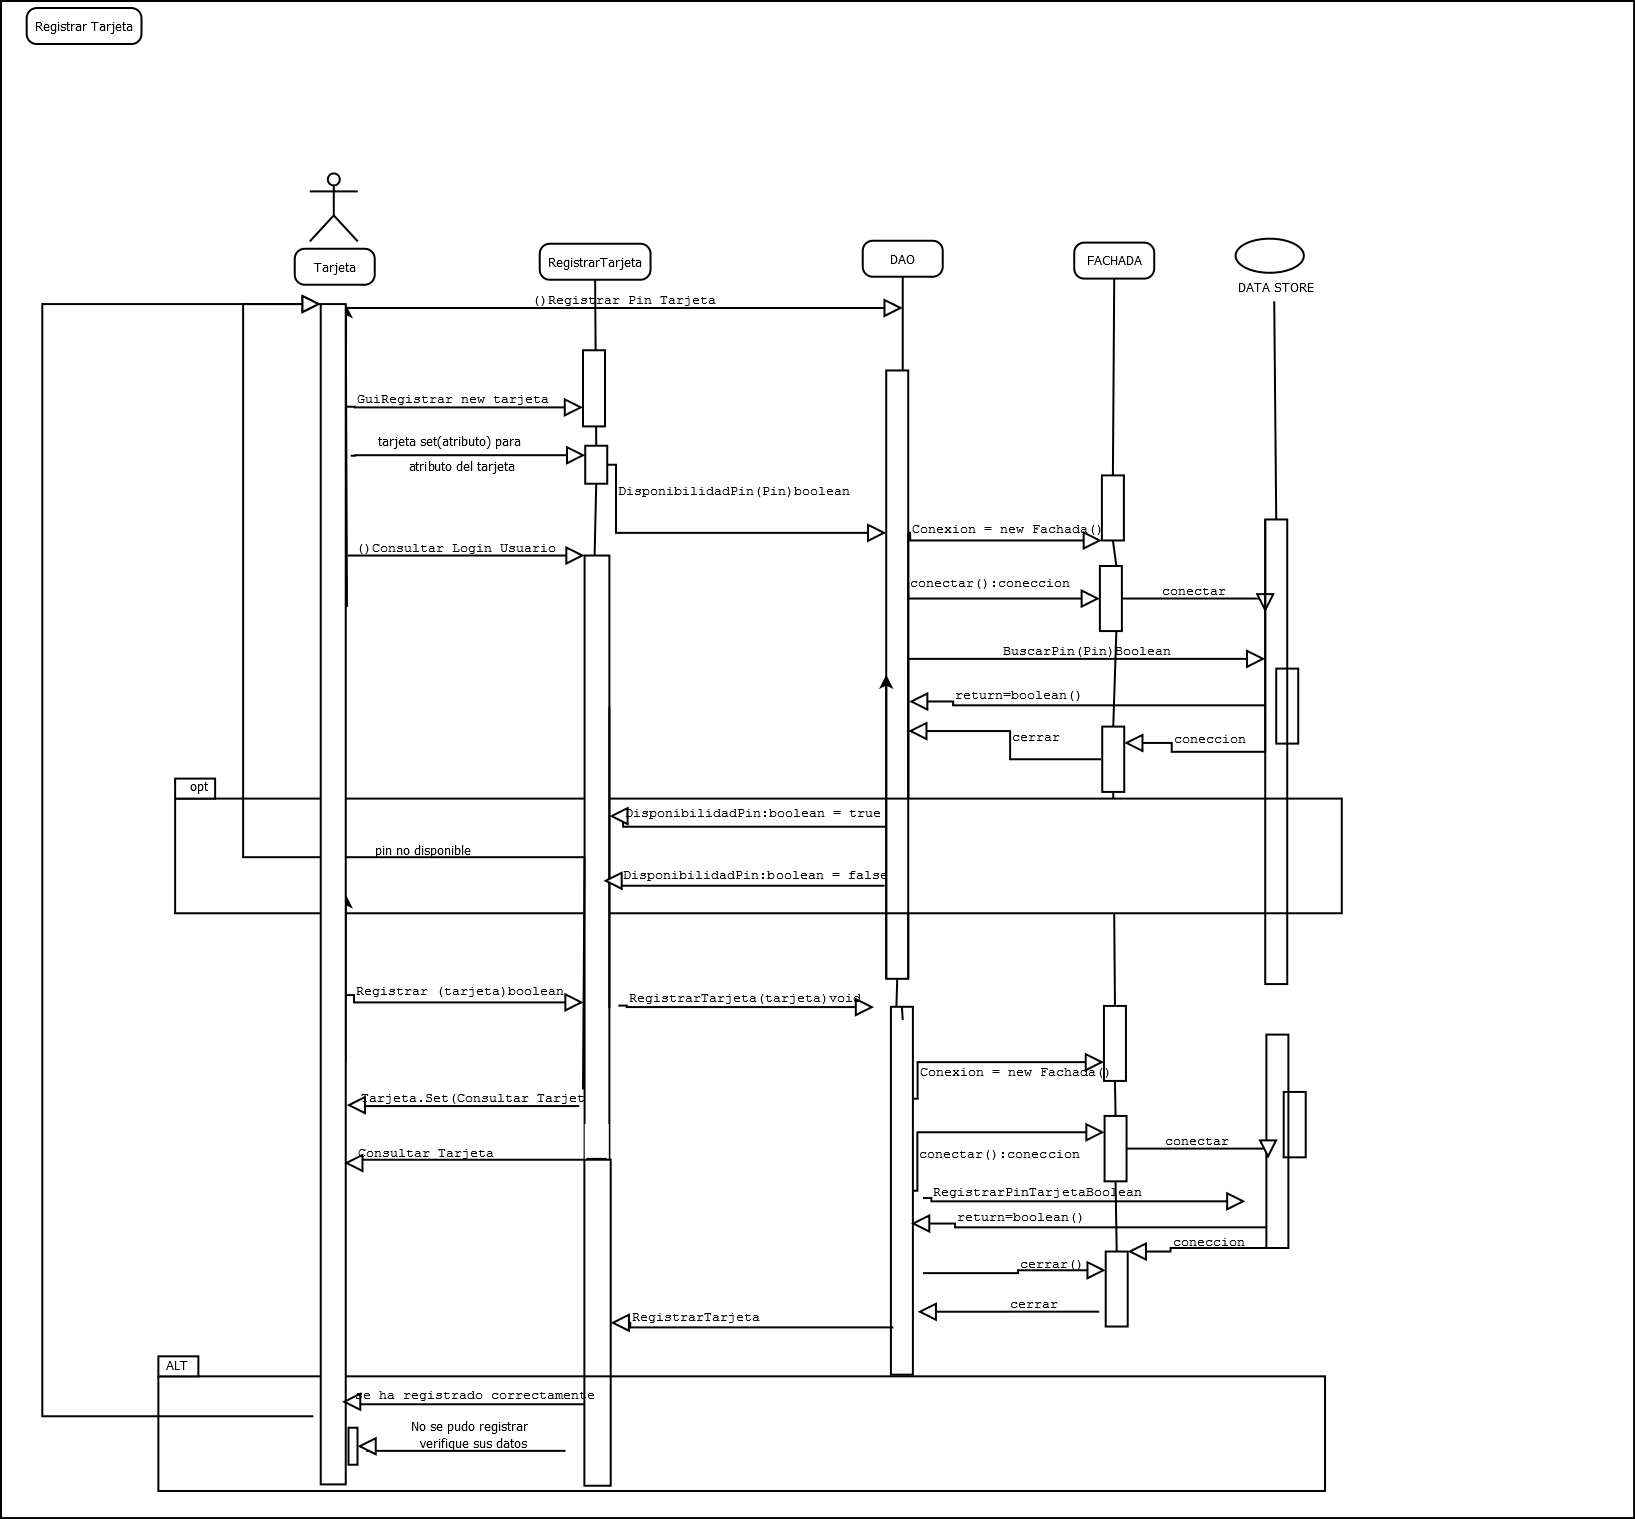 Registrar Tarjeta
Tarjeta
RegistrarTarjeta
DAO
FACHADA
DATA STORE
()Registrar Pin Tarjeta
GuiRegistrar new tarjeta
tarjeta set(atributo) para
atributo del tarjeta
DisponibilidadPin(Pin)boolean
Conexion = new Fachada()
()Consultar Login Usuario
conectar():coneccion
conectar
BuscarPin(Pin)Boolean
return=boolean()
cerrar
coneccion
opt
DisponibilidadPin:boolean = true
pin no disponible
DisponibilidadPin:boolean = false
Registrar (tarjeta)boolean
RegistrarTarjeta(tarjeta)void
Conexion = new Fachada()
Tarjeta.Set(Consultar Tarjet
conectar
Consultar Tarjeta
conectar():coneccion
RegistrarPinTarjetaBoolean
return=boolean()
coneccion
cerrar()
cerrar
RegistrarTarjeta
ALT
se ha registrado correctamente
No se pudo registrar
verifique sus datos